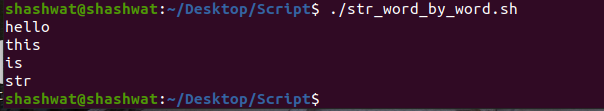 shashwat@shashwat:~/Desktop/Script$ ./str_word_by_word.sh
hello
this
is
str
shashwat@shashwat:~/Desktop/Script$